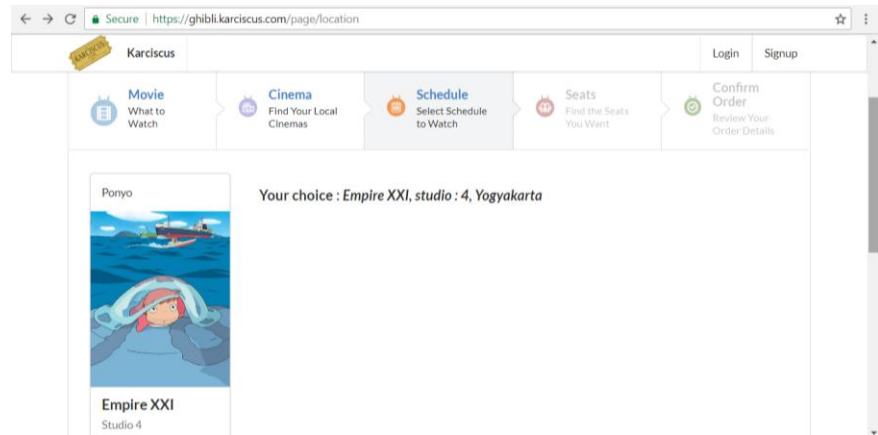 Secure | https://ghibli.karciscus.com/page/location
KARCISCUS
Karciscus
Login
Signup
Movie
What to
Watch
Cinema
Find Your Local
Cinemas
Schedule
Select Schedule
to Watch
Seats
Find the Seats
You Want
Confirm
Order
Review Your
Order Details
Ponyo
Your choice : Empire XXI, studio : 4, Yogyakarta
Empire XXI
Studio 4